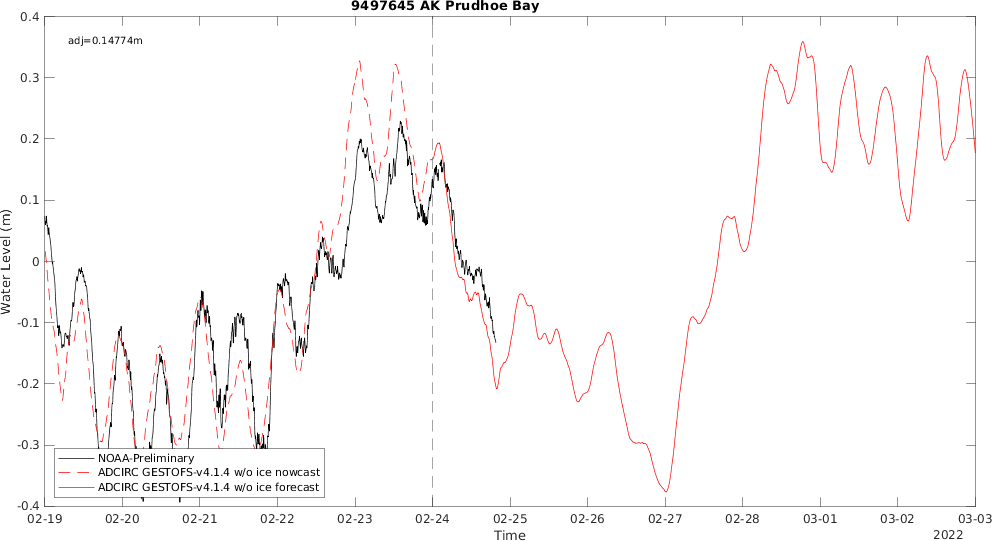 9497645 AK Prudhoe Bay
adj=0.14774m
0.4
0.3
0.2
0.1
0
-0.1
-0.2
-0.3
-0.4
Water Level (m)
NOAA-Preliminary
ADCIRC GESTOFS-v4.1.4 w/o ice nowcast
ADCIRC GESTOFS-v4.1.4 w/o ice forecast
02-19 02-20 02-21 02-22 02-23 02-24 02-25 02-26 02-27 02-28 03-01 03-02 03-03
Time
2022